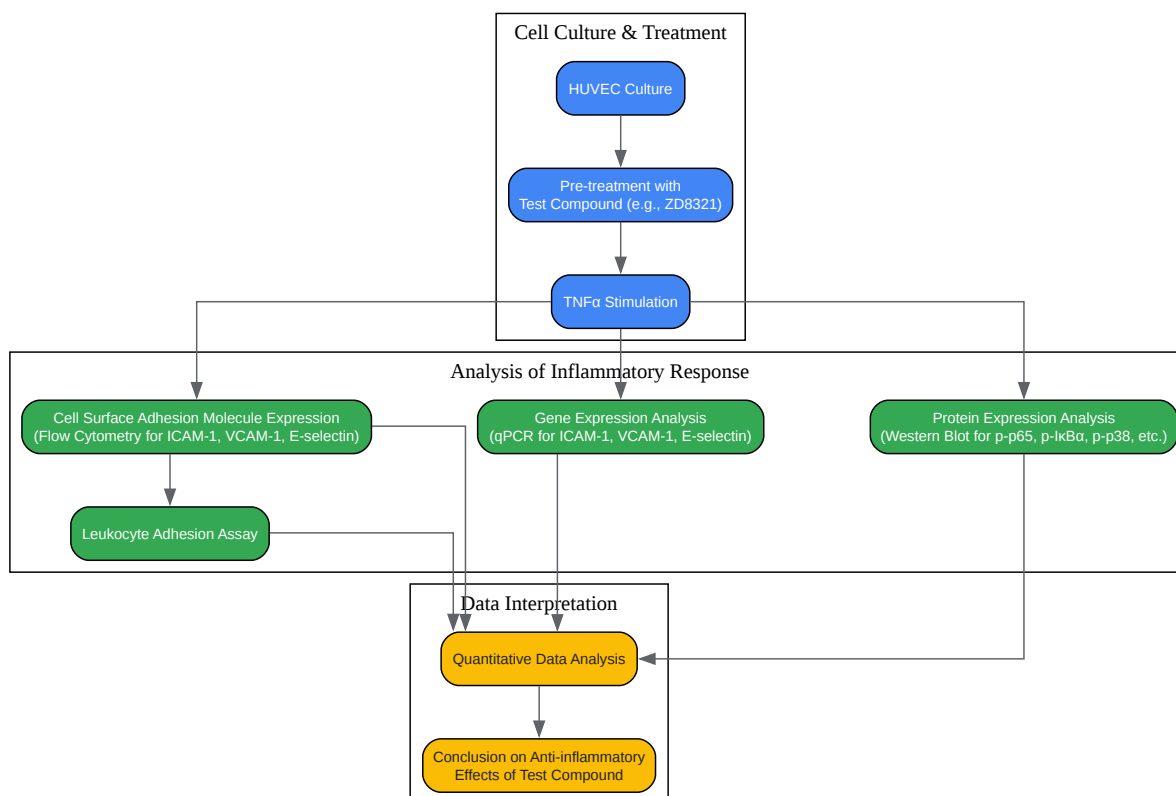 Cell Culture & Treatment
HUVEC Culture
Pre-treatment with
Test Compound (e.g., ZD8321)
TNFα Stimulation
Analysis of Inflammatory Response
Cell Surface Adhesion Molecule Expression
(Flow Cytometry for ICAM-1, VCAM-1, E-selectin)
Gene Expression Analysis
(qPCR for ICAM-1, VCAM-1, E-selectin)
Protein Expression Analysis
(Western Blot for p-p65, p-IκBα, p-p38, etc.)
Leukocyte Adhesion Assay
Data Interpretation
Quantitative Data Analysis
Conclusion on Anti-inflammatory
Effects of Test Compound